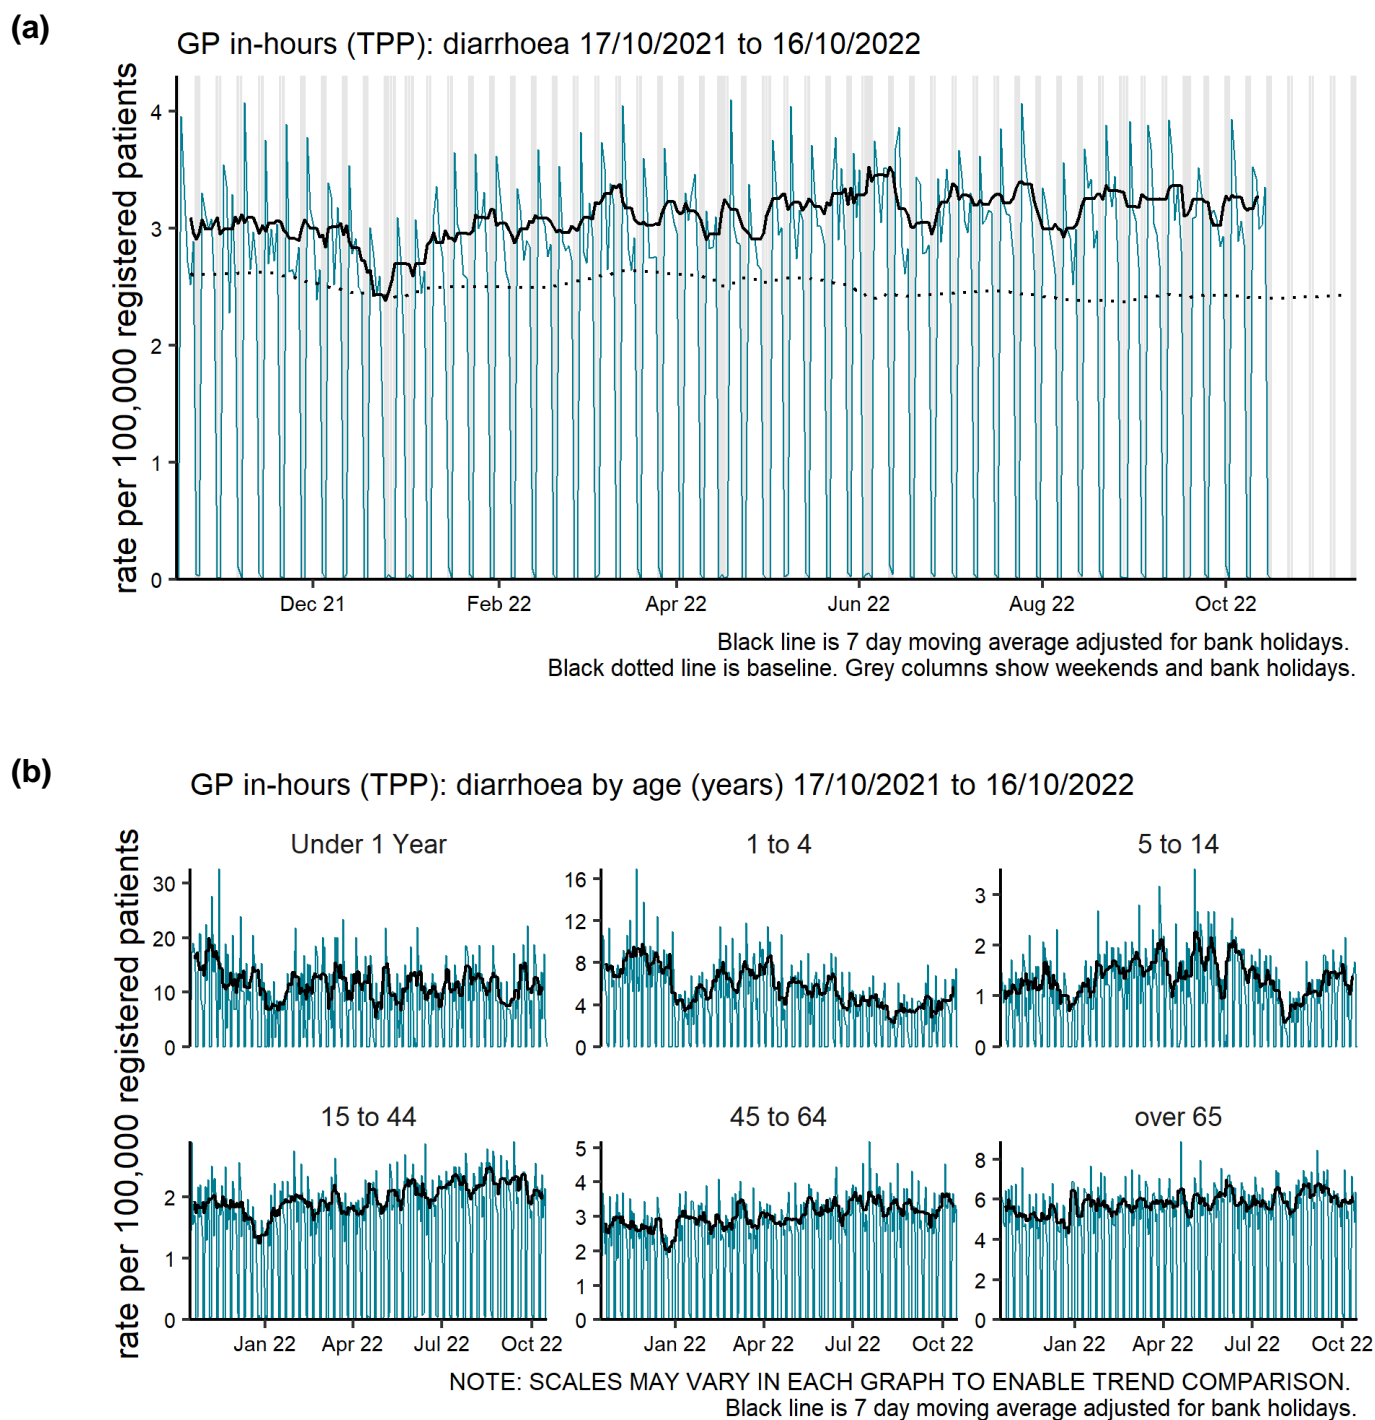 (a)
GP in-hours (TPP): diarrhoea 17/10/2021 to 16/10/2022
rate per 100,000 registered patients
4
3
2
1
0
Dec 21 Feb 22 Apr 22 Jun 22 Aug 22 Oct 22
Black line is 7 day moving average adjusted for bank holidays.
Black dotted line is baseline. Grey columns show weekends and bank holidays.
(b)
GP in-hours (TPP): diarrhoea by age (years) 17/10/2021 to 16/10/2022
rate per 100,000 registered patients
Under 1 Year
30
20
10
0
1 to 4
16
12
8
4
0
5 to 14
3
2
1
0
15 to 44
2
1
0
Jan 22 Apr 22 Jul 22 Oct 22
45 to 64
5
4
3
2
1
0
Jan 22 Apr 22 Jul 22 Oct 22
over 65
8
6
4
2
0
Jan 22 Apr 22 Jul 22 Oct 22
NOTE: SCALES MAY VARY IN EACH GRAPH TO ENABLE TREND COMPARISON.
Black line is 7 day moving average adjusted for bank holidays.